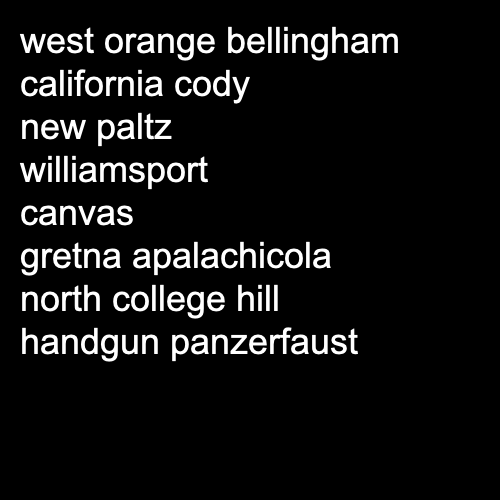 west orange bellingham
california cody
new paltz
williamsport
canvas
gretna apalachicola
north college hill
handgun panzerfaust